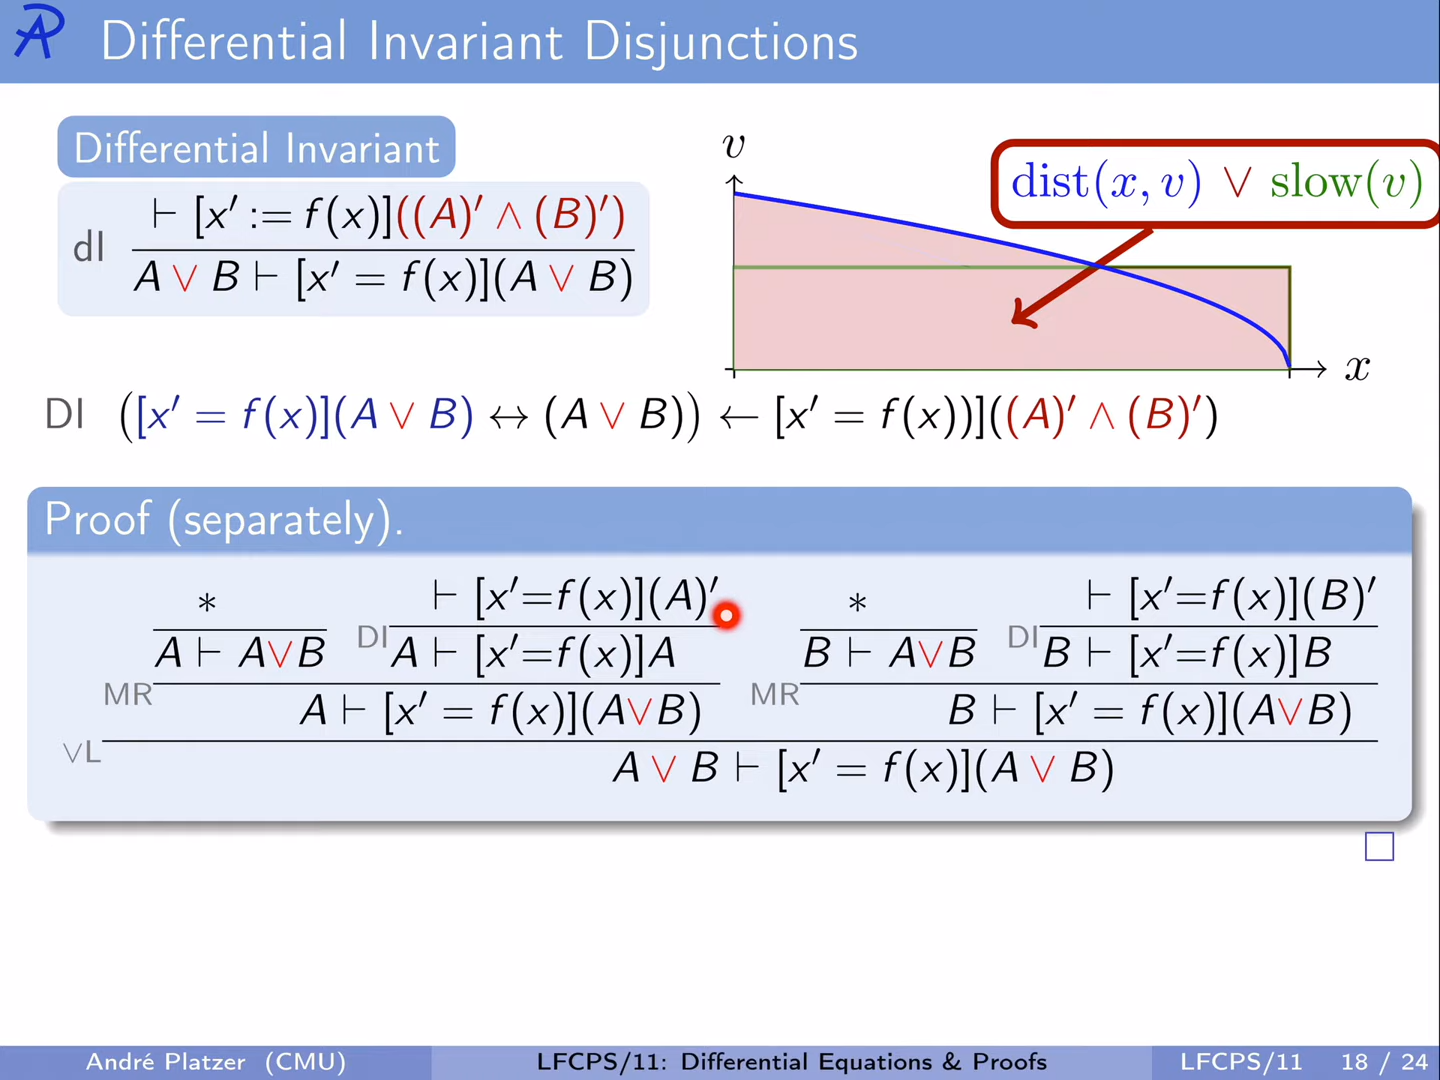 Differential Invariant Disjunctions
Differential Invariant
dI
⊢ [x′ := f(x)]((A)′ ∧ (B)′)
A ∨ B ⊢ [x′ = f(x)](A ∨ B)
v
dist(x, v) ∨ slow(v)
x
DI ([x′ = f(x)](A ∨ B) ↔ (A ∨ B)) ← [x′ = f(x))]((A)′ ∧ (B)′)
Proof (separately).
* ⊢ [x′=f(x)](A)′ * ⊢ [x′=f(x)](B)′
A ⊢ A∨B DI A ⊢ [x′=f(x)]A B ⊢ A∨B DI B ⊢ [x′=f(x)]B
MR A ⊢ [x′ = f(x)](A∨B) MR B ⊢ [x′ = f(x)](A∨B)
∨L A ∨ B ⊢ [x′ = f(x)](A ∨ B)
André Platzer (CMU) LFCPS/11: Differential Equations & Proofs LFCPS/11 18 / 24